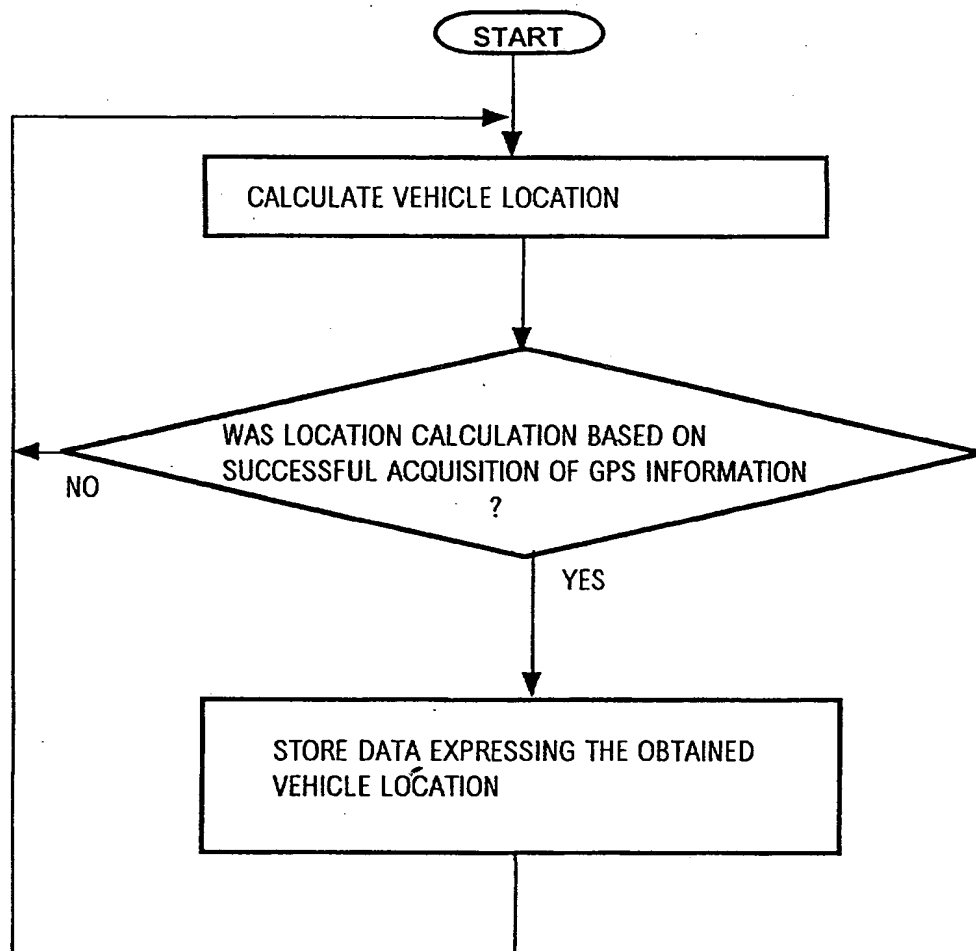 START
CALCULATE VEHICLE LOCATION
WAS LOCATION CALCULATION BASED ON
SUCCESSFUL ACQUISITION OF GPS INFORMATION
?
NO
YES
STORE DATA EXPRESSING THE OBTAINED
VEHICLE LOCATION